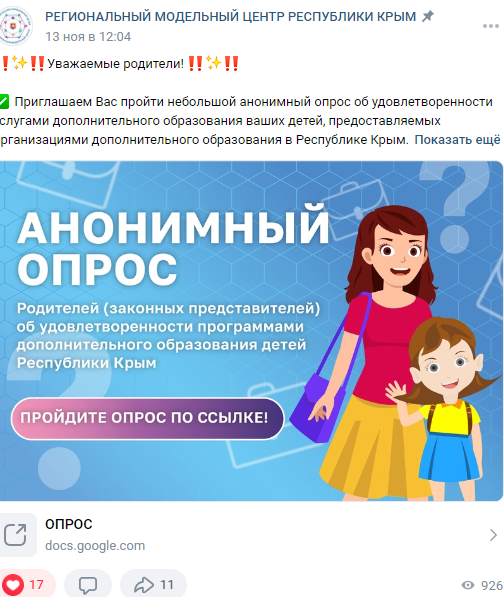 РЕГИОНАЛЬНЫЙ МОДЕЛЬНЫЙ ЦЕНТР РЕСПУБЛИКИ КРЫМ
13 ноя в 12:04
❗✨‼️Уважаемые родители! ‼️✨‼️
✅ Приглашаем Вас пройти небольшой анонимный опрос об удовлетворенности
слугами дополнительного образования ваших детей, предоставляемых
рганизациями дополнительного образования в Республике Крым. Показать ещё
АНОНИМНЫЙ
ОПРОС
Родителей (законных представителей)
об удовлетворенности программами
дополнительного образования детей
Республики Крым
ПРОЙДИТЕ ОПРОС ПО ССЫЛКЕ!
ОПРОС
docs.google.com
17
11
926